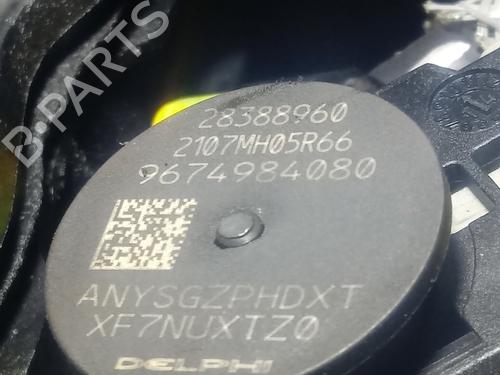 28388960
2107MH05R66
9674984080
ANYSGZPHDXT
XF7NUXTZ0
DELPHI
B-PARTS